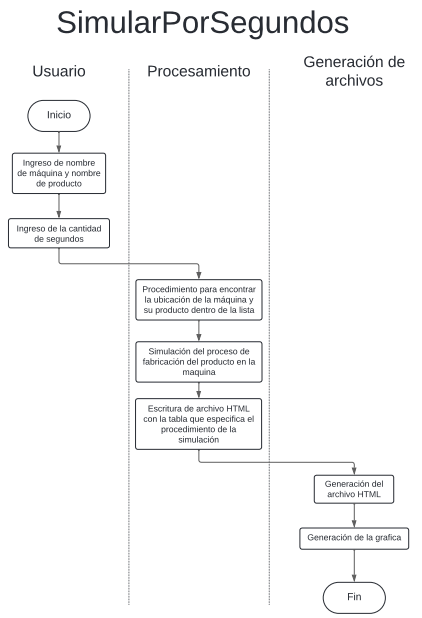 SimularPorSegundos
Usuario
Procesamiento
Generación de
archivos
Inicio
Ingreso de nombre
de máquina y nombre
de producto
Ingreso de la cantidad
de segundos
Procedimiento para encontrar
la ubicación de la máquina y
su producto dentro de la lista
Simulación del proceso de
fabricación del producto en la
maquina
Escritura de archivo HTML
con la tabla que especifica el
procedimiento de la
simulación
Generación del
archivo HTML
Generación de la grafica
Fin